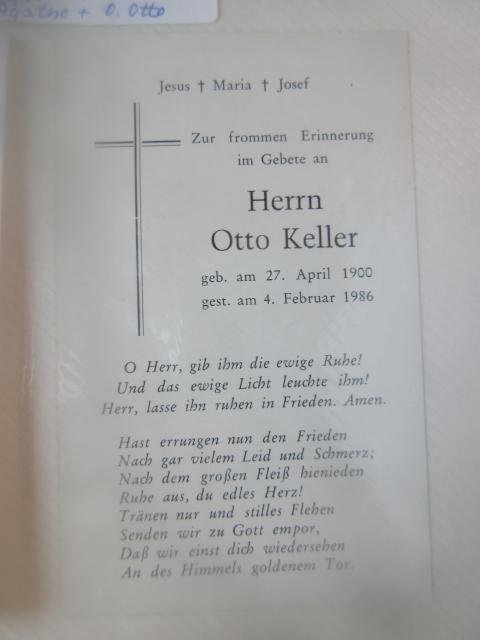 Agathe + O. Otto
Jesus † Maria † Josef
Zur frommen Erinnerung
im Gebete an
Herrn
Otto Keller
geb. am 27. April 1900
gest. am 4. Februar 1986
O Herr, gib ihm die ewige Ruhe!
Und das ewige Licht leuchte ihm!
Herr, lasse ihn ruhen in Frieden. Amen.
Hast errungen nun den Frieden
Nach gar vielem Leid und Schmerz;
Nach dem großen Fleiß hienieden
Ruhe aus, du edles Herz!
Tränen nur und stilles Flehen
Senden wir zu Gott empor,
Daß wir einst dich wiedersehen
An des Himmels goldenem Tor.